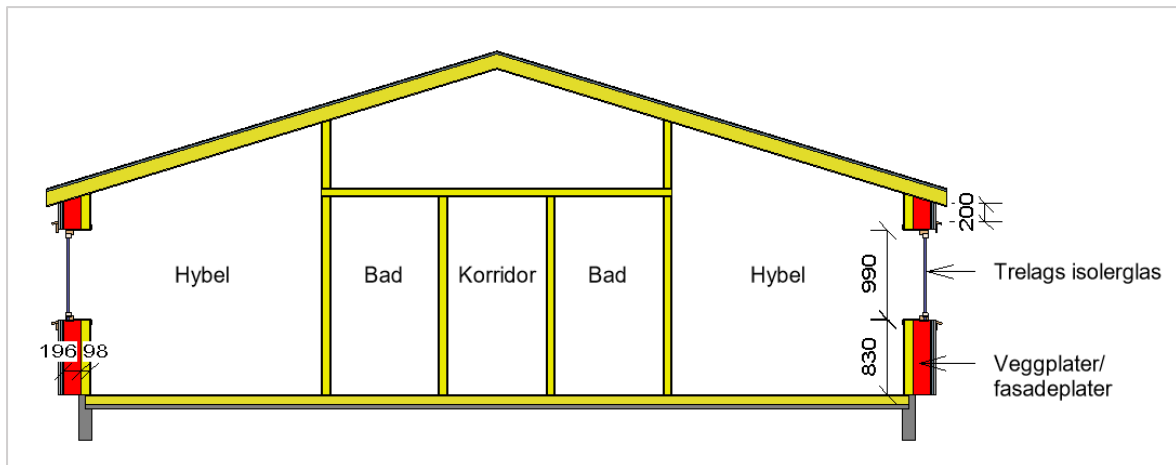 200
Hybel
Bad
Korridor
Bad
Hybel
990
Trelags isolerglas
196 98
830
Veggplater/
fasadeplater